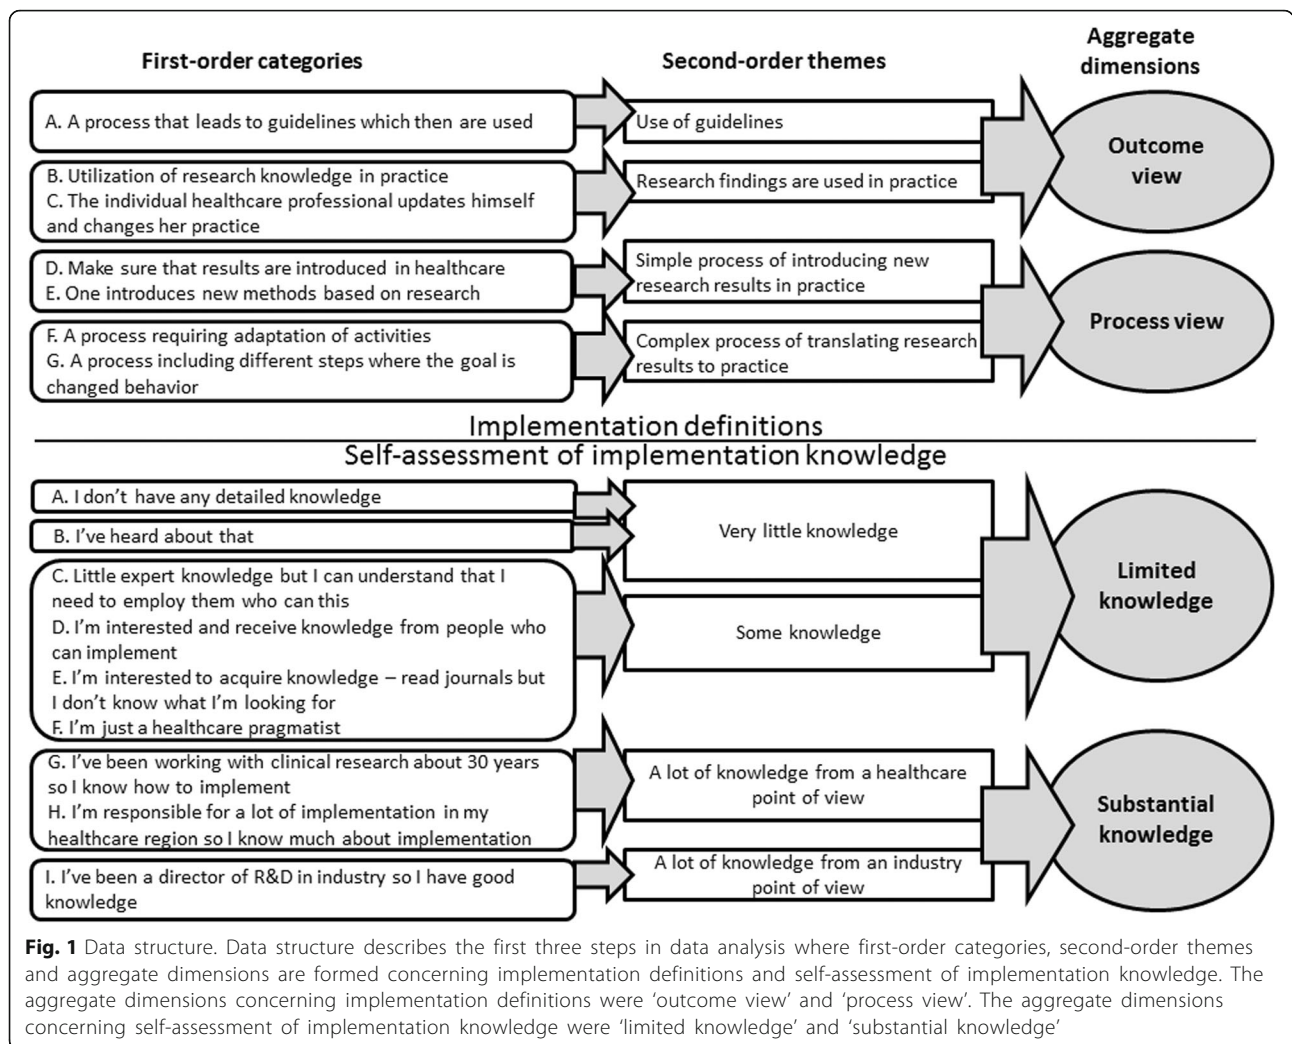 First-order categories
Second-order themes
Aggregate
dimensions
A. A process that leads to guidelines which then are used
Use of guidelines
B. Utilization of research knowledge in practice
C. The individual healthcare professional updates himself
and changes her practice
Research findings are used in practice
Outcome
view
D. Make sure that results are introduced in healthcare
E. One introduces new methods based on research
Simple process of introducing new
research results in practice
F. A process requiring adaptation of activities
G. A process including different steps where the goal is
changed behavior
Complex process of translating research
results to practice
Process view
Implementation definitions
Self-assessment of implementation knowledge
A. I don't have any detailed knowledge
B. I've heard about that
Very little knowledge
C. Little expert knowledge but I can understand that I
need to employ them who can this
D. I'm interested and receive knowledge from people who
can implement
E. I'm interested to acquire knowledge – read journals but
I don't know what I'm looking for
F. I'm just a healthcare pragmatist
Some knowledge
Limited
knowledge
G. I've been working with clinical research about 30 years
so I know how to implement
H. I'm responsible for a lot of implementation in my
healthcare region so I know much about implementation
A lot of knowledge from a healthcare
point of view
I. I've been a director of R&D in industry so I have good
knowledge
A lot of knowledge from an industry
point of view
Substantial
knowledge
Fig. 1 Data structure. Data structure describes the first three steps in data analysis where first-order categories, second-order themes
and aggregate dimensions are formed concerning implementation definitions and self-assessment of implementation knowledge. The
aggregate dimensions concerning implementation definitions were ‘outcome view’ and ‘process view’. The aggregate dimensions
concerning self-assessment of implementation knowledge were ‘limited knowledge’ and ‘substantial knowledge’